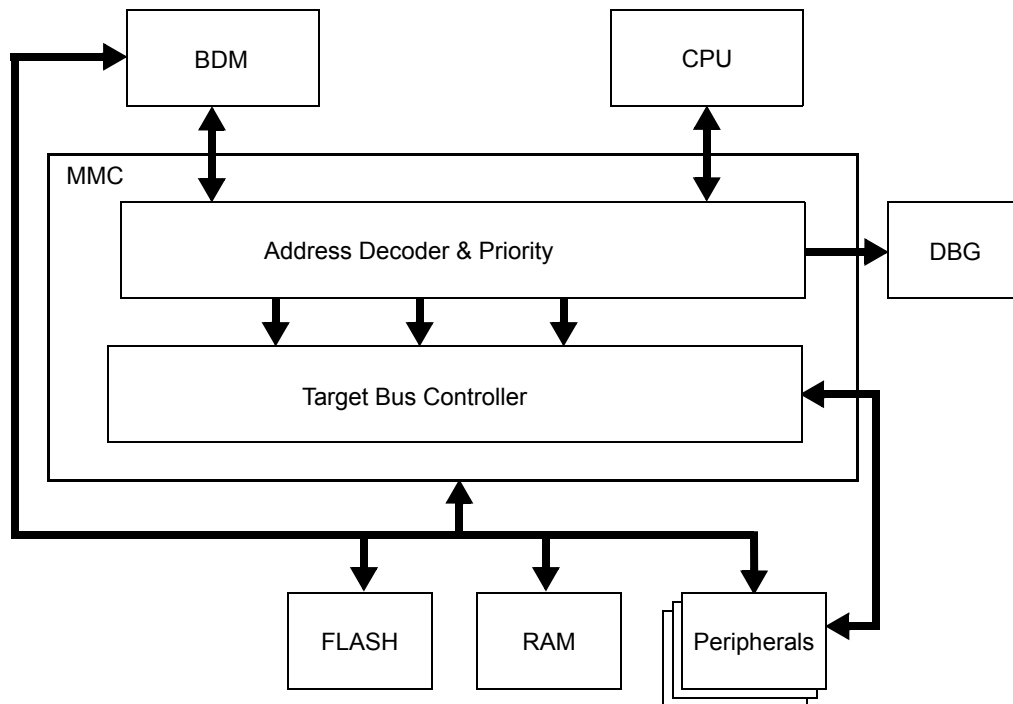 BDM
CPU
MMC
Address Decoder & Priority
DBG
Target Bus Controller
FLASH
RAM
Peripherals